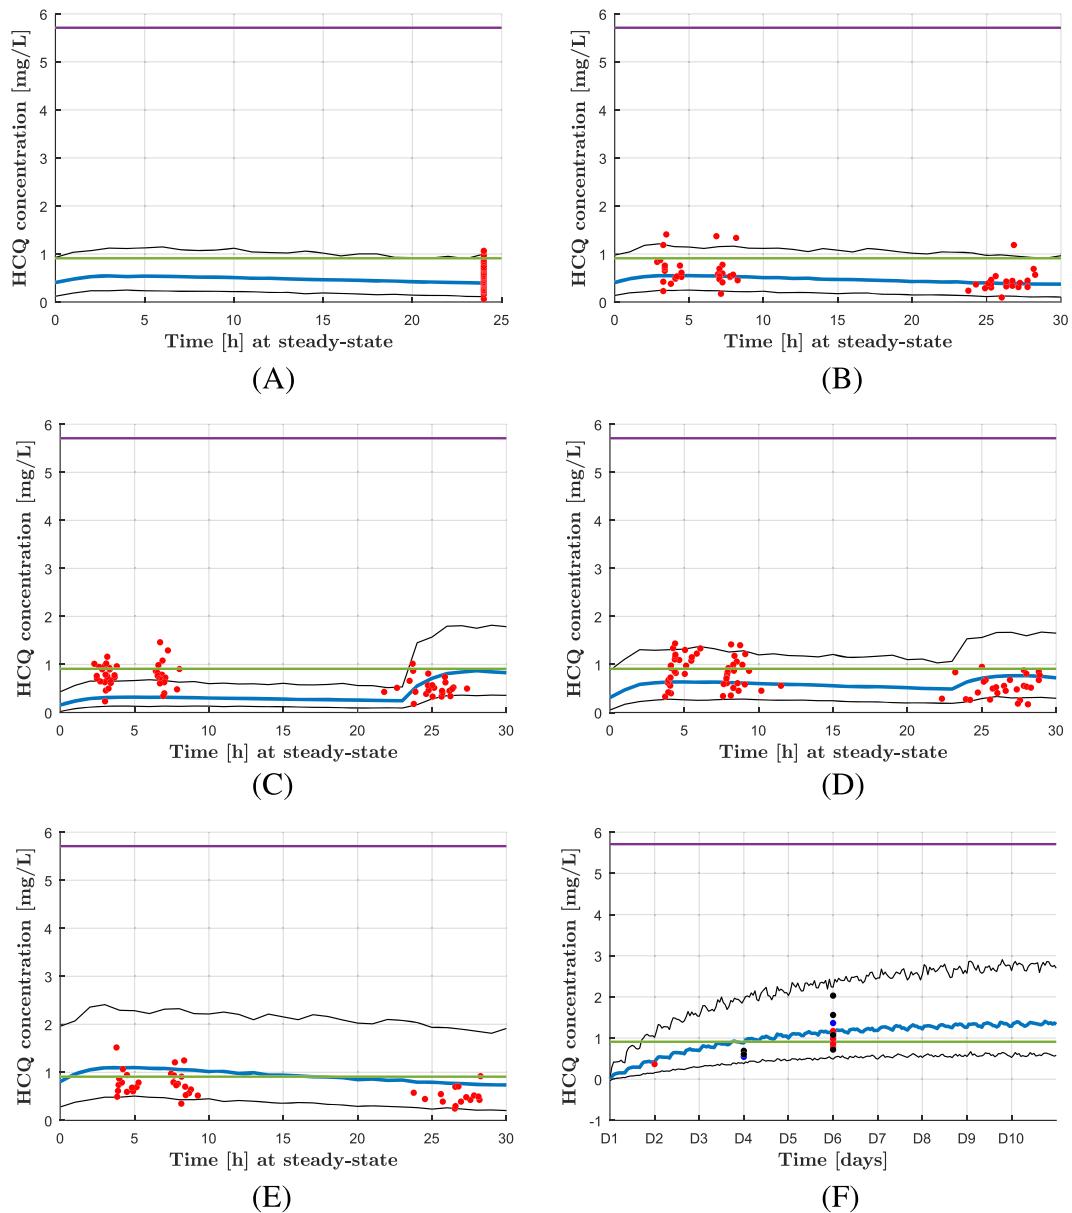 HCQ concentration [mg/L]
6
5
4
3
2
1
0
0 5 10 15 20 25
Time [h] at steady-state
(A)
HCQ concentration [mg/L]
6
5
4
3
2
1
0
0 5 10 15 20 25 30
Time [h] at steady-state
(B)
HCQ concentration [mg/L]
6
5
4
3
2
1
0
0 5 10 15 20 25 30
Time [h] at steady-state
(C)
HCQ concentration [mg/L]
6
5
4
3
2
1
0
0 5 10 15 20 25 30
Time [h] at steady-state
(D)
HCQ concentration [mg/L]
6
5
4
3
2
1
0
0 5 10 15 20 25 30
Time [h] at steady-state
(E)
HCQ concentration [mg/L]
6
5
4
3
2
1
0
-1
D1 D2 D3 D4 D5 D6 D7 D8 D9 D10
Time [days]
(F)